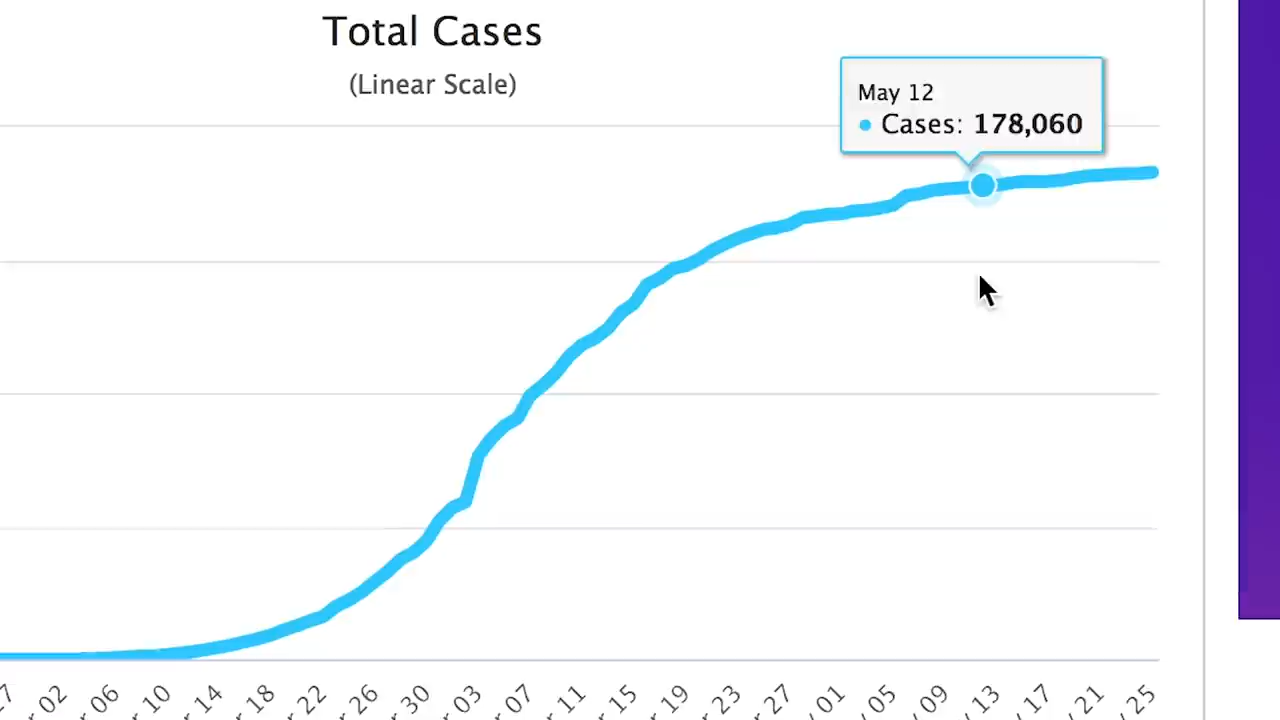 Total Cases
(Linear Scale)
May 12
Cases: 178,060
27 02 06 10 14 18 22 26 30 03 07 11 15 19 23 27 01 05 09 13 17 21 25